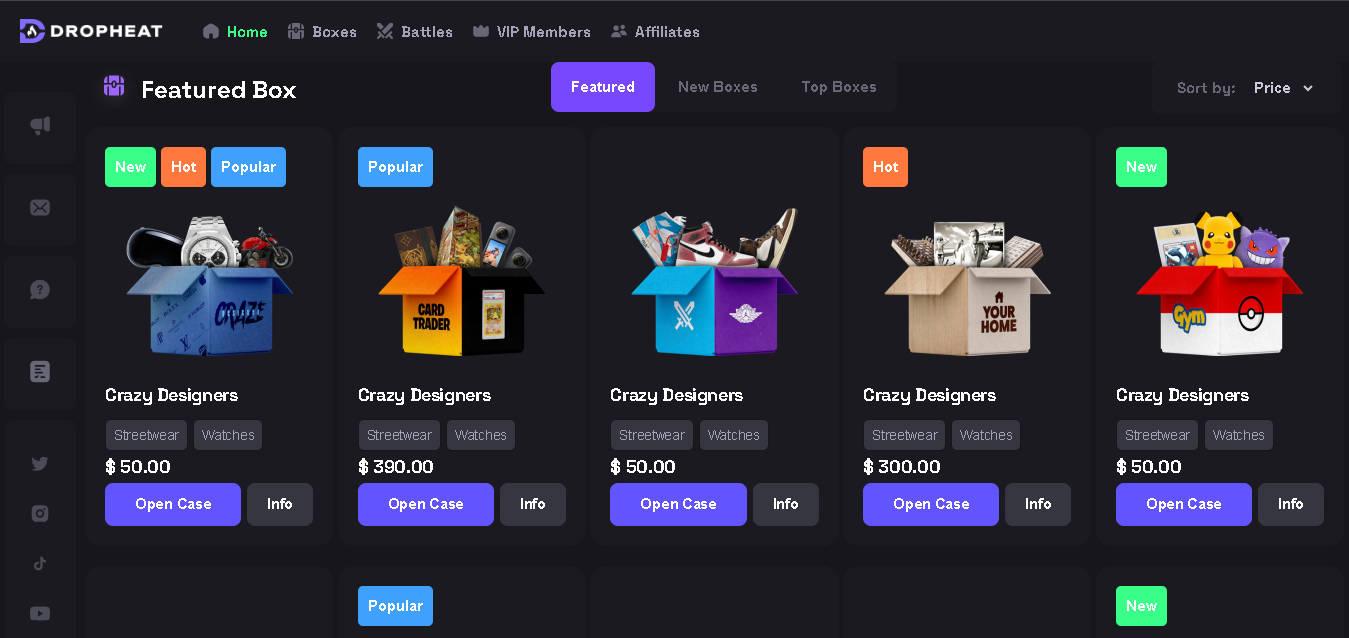 DROPHEAT Home Boxes Battles VIP Members Affiliates
Featured Box Featured New Boxes Top Boxes Sort by: Price
New Hot Popular Popular Hot New
CRAZE
DESIGNER
CARD
TRADER
YOUR
HOME
Gym
Crazy Designers Crazy Designers Crazy Designers Crazy Designers Crazy Designers
Streetwear Watches Streetwear Watches Streetwear Watches Streetwear Watches Streetwear Watches
$ 50.00 $ 390.00 $ 50.00 $ 300.00 $ 50.00
Open Case Info Open Case Info Open Case Info Open Case Info Open Case Info
Popular New